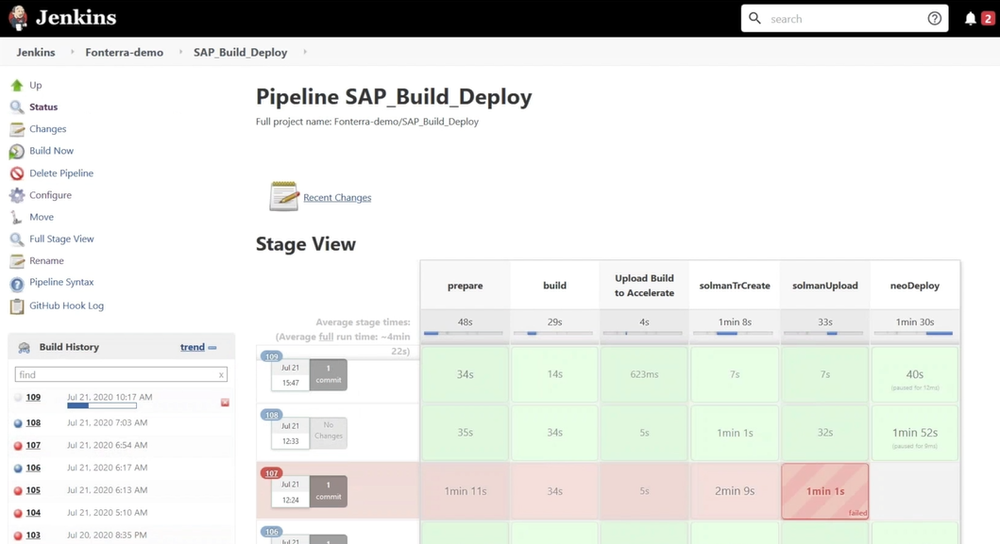 Jenkins
search
2
Jenkins
Fonterra-demo
SAP_Build_Deploy
Up
Status
Changes
Build Now
Delete Pipeline
Configure
Move
Full Stage View
Rename
Pipeline Syntax
GitHub Hook Log
Build History
trend
find
x
109 Jul 21, 2020 10:17 AM
108 Jul 21, 2020 7:03 AM
107 Jul 21, 2020 6:54 AM
106 Jul 21, 2020 6:17 AM
105 Jul 21, 2020 6:13 AM
104 Jul 21, 2020 5:10 AM
103 Jul 20, 2020 8:35 PM
Pipeline SAP_Build_Deploy
Full project name: Fonterra-demo/SAP_Build_Deploy
Recent Changes
Stage View
prepare
build
Upload Build
to Accelerate
solmanTrCreate
solmanUpload
neoDeploy
Average stage times:
(Average full run time: ~4min
22s)
48s
29s
4s
1min 8s
33s
1min 30s
109
Jul 21
15:47
1
commit
34s
14s
623ms
7s
7s
40s
(paused for 12ms)
108
Jul 21
12:33
No
Changes
35s
34s
5s
1min 1s
32s
1min 52s
(paused for 8ms)
107
Jul 21
12:24
1
commit
1min 11s
34s
5s
2min 9s
1min 1s
failed
106
Jul 21
1